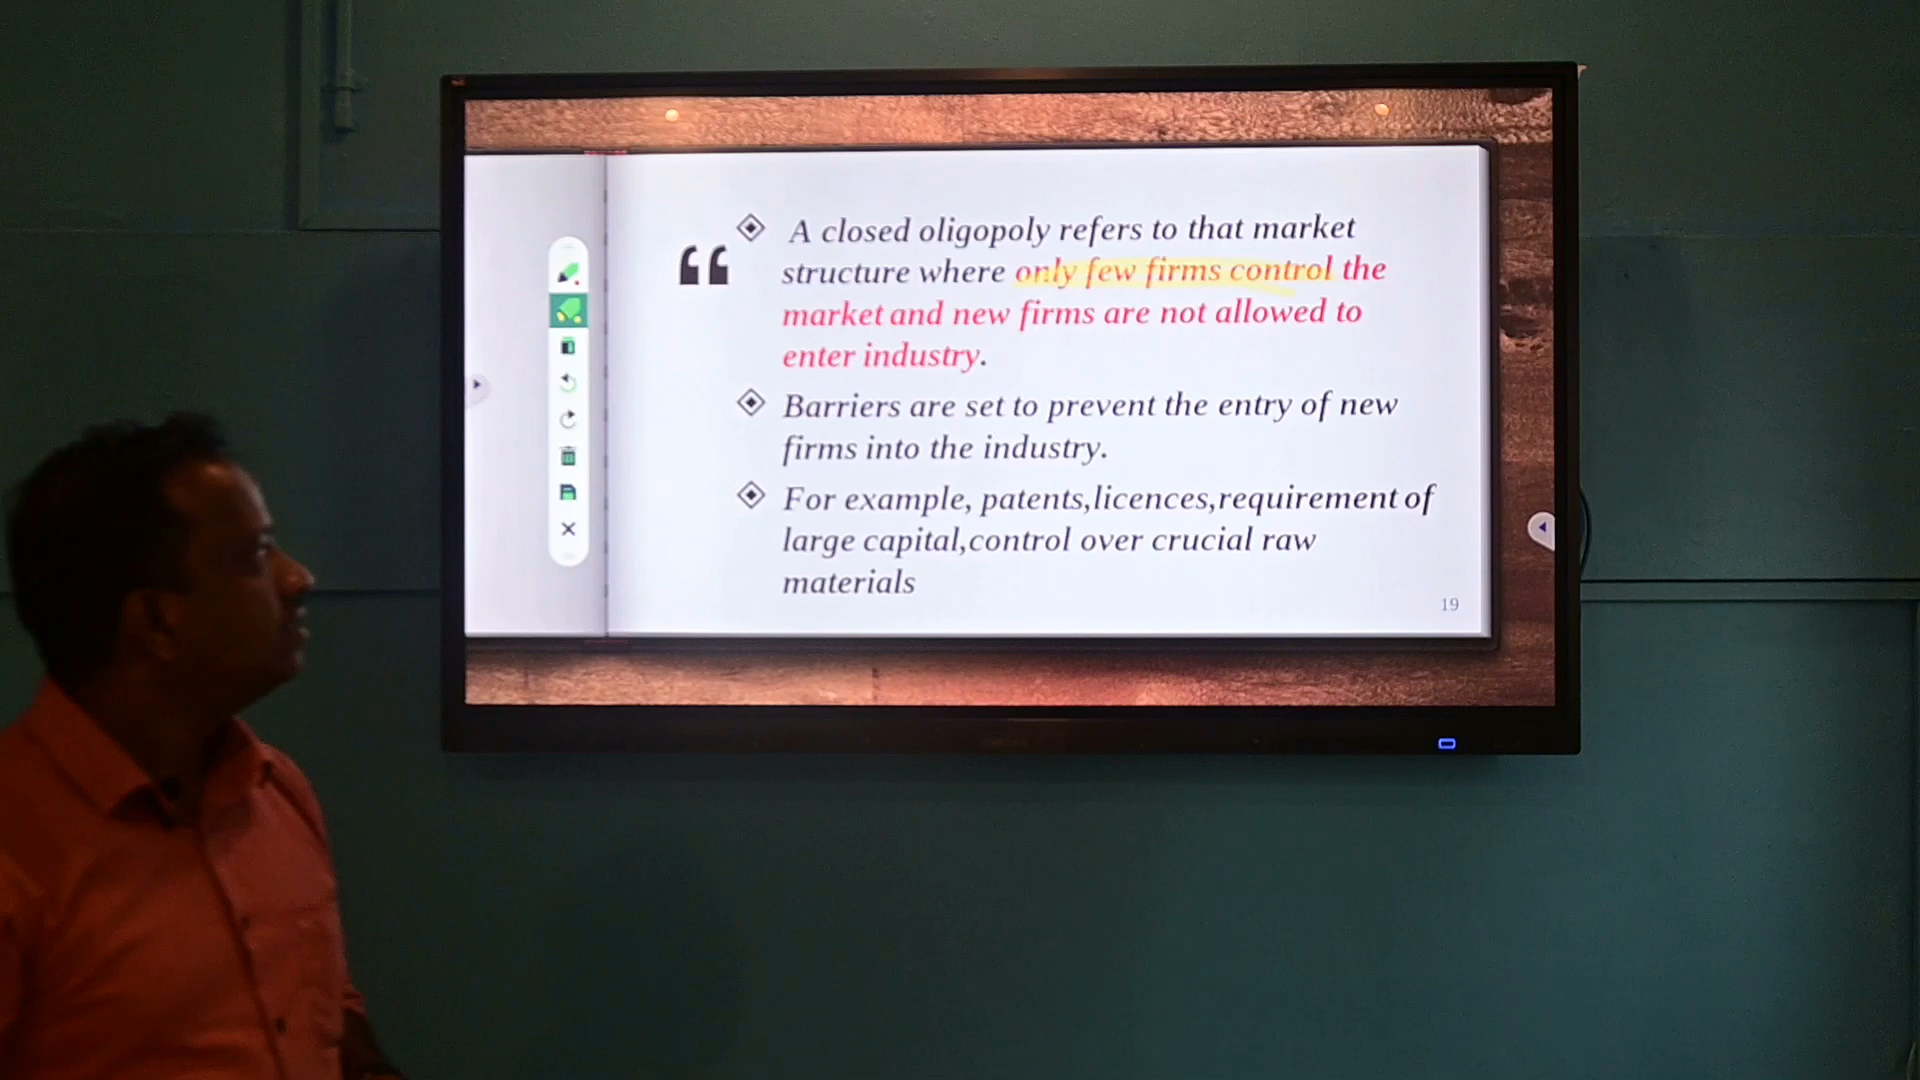 A closed oligopoly refers to that market
structure where only few firms control the
market and new firms are not allowed to
enter industry.
Barriers are set to prevent the entry of new
firms into the industry.
For example, patents,licences,requirement of
large capital,control over crucial raw
materials
19